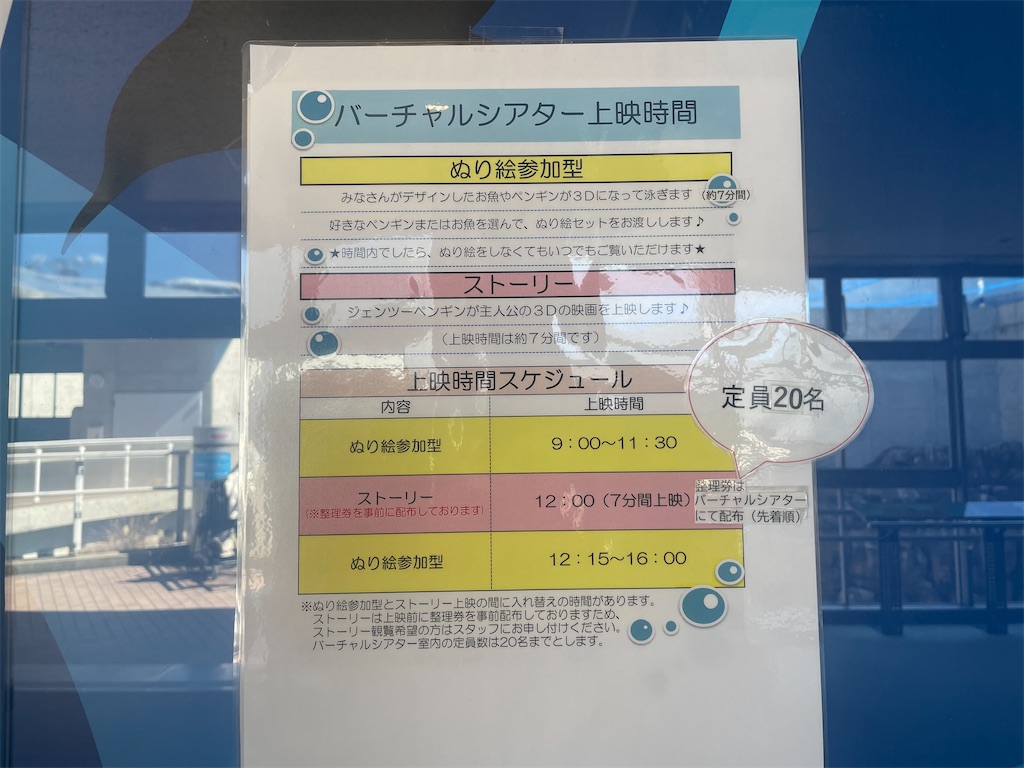 バーチャルシアター上映時間
ぬり絵参加型
みなさんがデザインしたお魚やペンギンが3Dになって泳ぎます（約7分間）
好きなペンギンまたはお魚を選んで、ぬり絵セットをお渡しします♪
★時間内でしたら、ぬり絵をしなくてもいつでもご覧いただけます★
ストーリー
ジェンツーペンギンが主人公の3Dの映画を上映します♪
（上映時間は約7分間です）
上映時間スケジュール
内容 上映時間
定員20名
ぬり絵参加型 9：00～11：30
ストーリー 12：00（7分間上映）
（※整理券を事前に配布しております）
整理券は
バーチャルシアター
にて配布（先着順）
ぬり絵参加型 12：15～16：00
※ぬり絵参加型とストーリー上映の間に入れ替えの時間があります。
ストーリーは上映前に整理券を事前配布しておりますため、
ストーリー観覧希望の方はスタッフにお申し付けください。
バーチャルシアター室内の定員数は20名までとします。